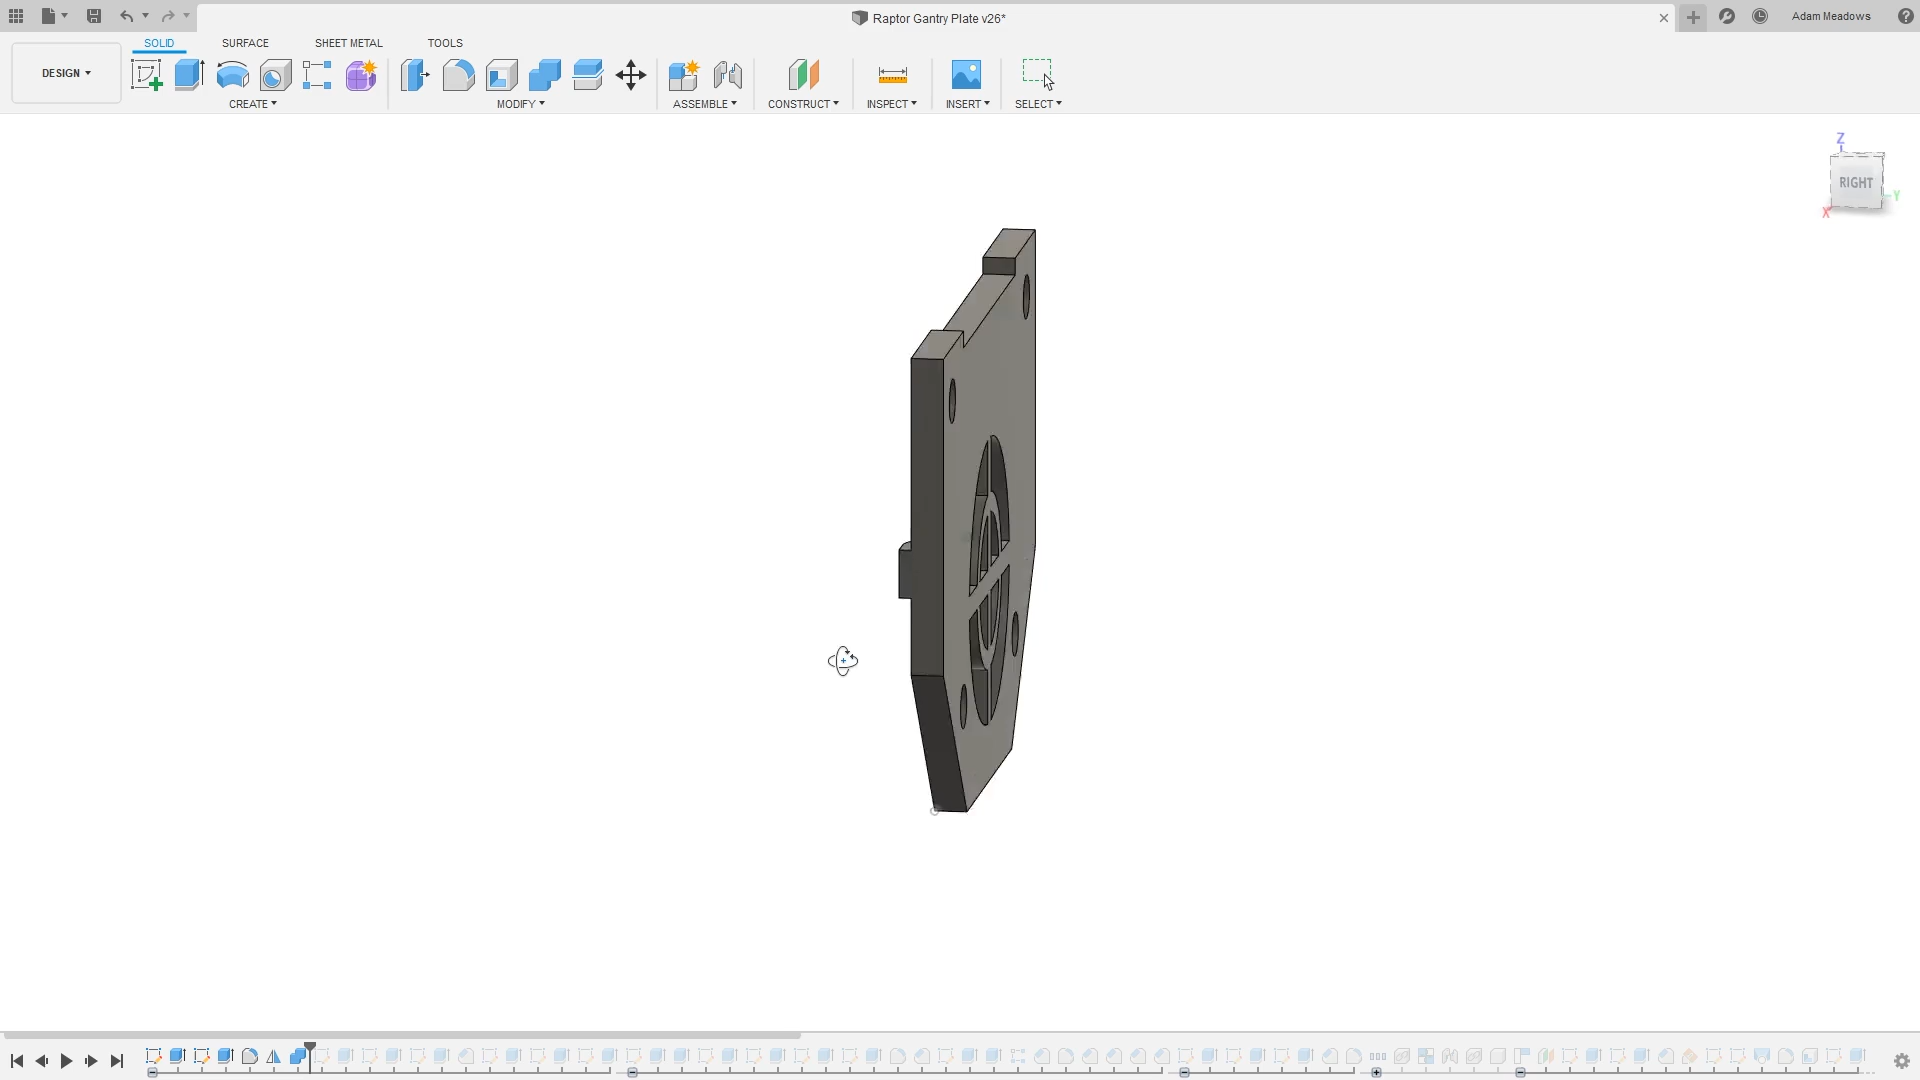 Raptor Gantry Plate v26*
Adam Meadows
DESIGN
SOLID SURFACE SHEET METAL TOOLS
CREATE MODIFY ASSEMBLE CONSTRUCT INSPECT INSERT SELECT
Z
RIGHT
Y
X